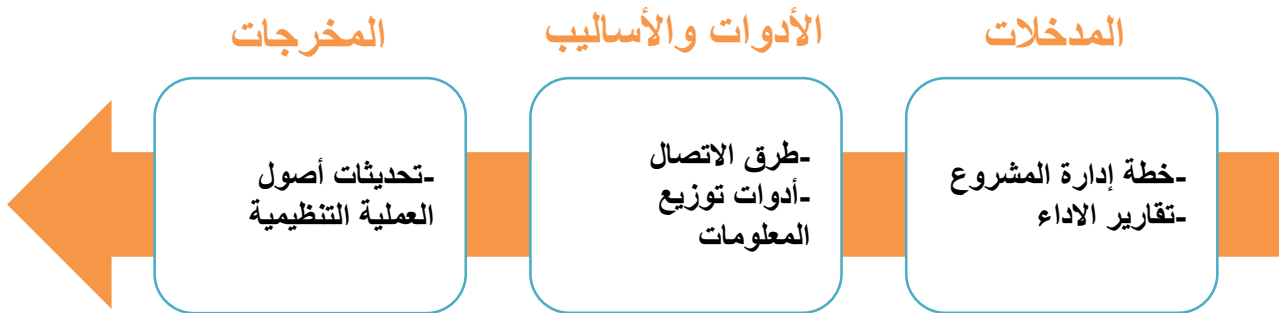 المدخلات
-خطة إدارة المشروع
-تقارير الاداء
الأدوات والأساليب
-طرق الاتصال
-أدوات توزيع
المعلومات
المخرجات
-تحديثات أصول
العملية التنظيمية